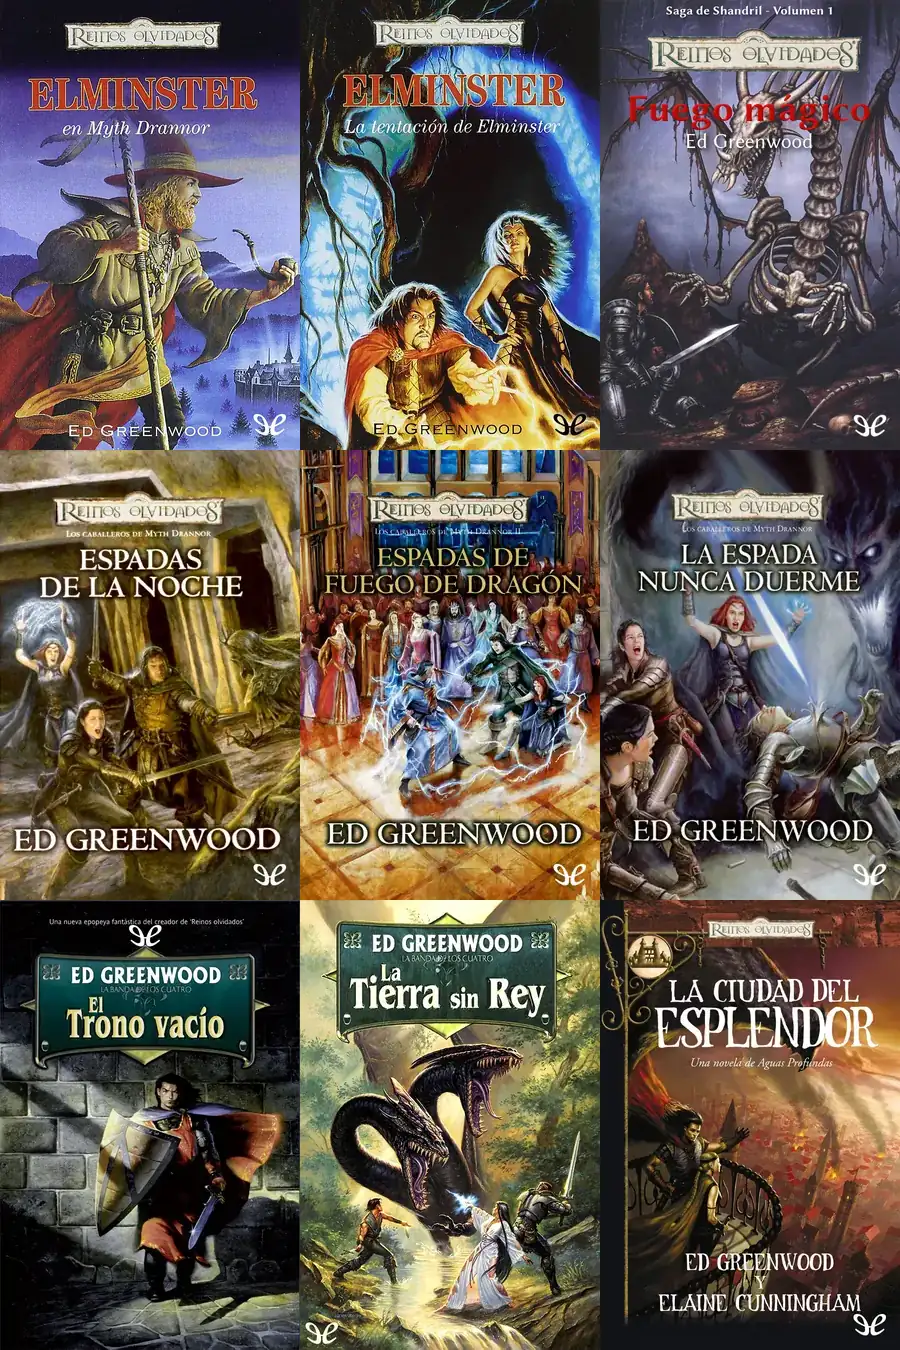 REINOS OLVIDADOS
ELMINSTER
en Myth Drannor
ED GREENWOOD
REINOS OLVIDADOS
ELMINSTER
La tentación de Elminster
ED GREENWOOD
Saga de Shandril - Volumen 1
REINOS OLVIDADOS
Fuego mágico
Ed Greenwood
REINOS OLVIDADOS
LOS CABALLEROS DE MYTH DRANNOR
ESPADAS
DE LA NOCHE
ED GREENWOOD
REINOS OLVIDADOS
LOS CABALLEROS DE MYTH DRANNOR II
ESPADAS DE
FUEGO DE DRAGÓN
ED GREENWOOD
REINOS OLVIDADOS
LOS CABALLEROS DE MYTH DRANNOR
LA ESPADA
NUNCA DUERME
ED GREENWOOD
Una nueva epopeya fantástica del creador de 'Reinos olvidados'
ED GREENWOOD
LA BANDA DE LOS CUATRO
El
Trono vacío
ED GREENWOOD
LA BANDA DE LOS CUATRO
La
Tierra sin Rey
REINOS OLVIDADOS
LA CIUDAD DEL
ESPLENDOR
Una novela de Aguas Profundas
ED GREENWOOD
Y
ELAINE CUNNINGHAM